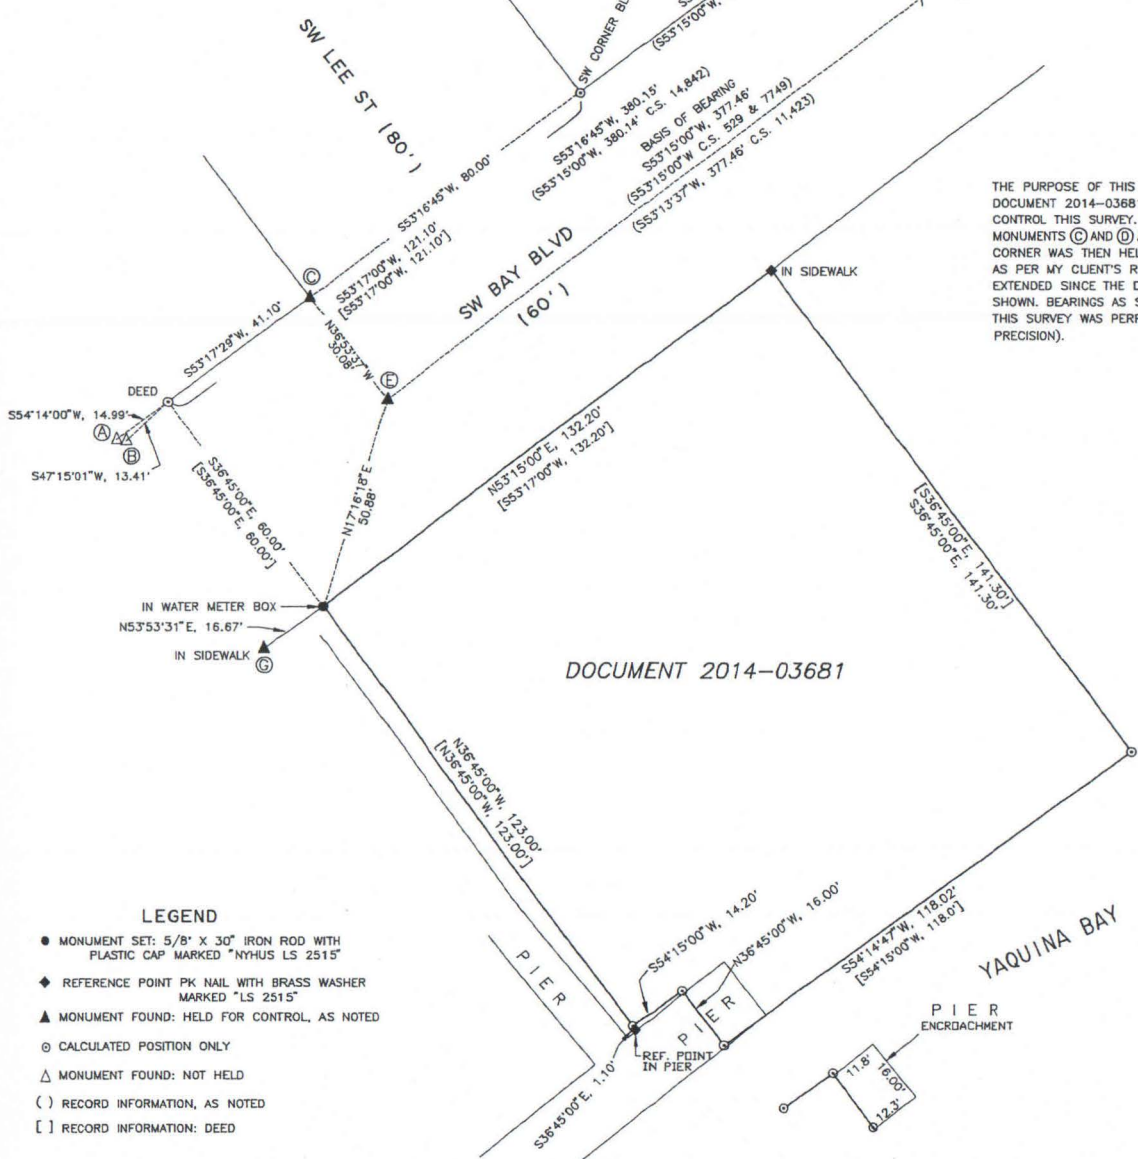 SW LEE ST (80')
SW CORNER
(S53°15'00"W,
S53°16'45"W, 380.15'
(S53°15'00"W, 380.14' C.S. 14,842)
BASIS OF BEARING
S53°15'00"W, 377.46'
(S53°15'00"W C.S. 529 & 7749)
(S53°13'37"W, 377.46' C.S. 11,423)
S53°16'45"W, 80.00'
S53°17'00"W, 121.10'
[S53°17'00"W, 121.10']
SW BAY BLVD
(60')
THE PURPOSE OF THIS
DOCUMENT 2014-03681
CONTROL THIS SURVEY.
MONUMENTS Ⓒ AND Ⓓ
CORNER WAS THEN HEL
AS PER MY CLIENT'S R
EXTENDED SINCE THE D
SHOWN. BEARINGS AS S
THIS SURVEY WAS PERF
PRECISION).
IN SIDEWALK
Ⓒ
S53°17'29"W, 41.10'
N36°53'37"W
30.08'
Ⓔ
DEED
S54°14'00"W, 14.99'
Ⓐ
Ⓑ
S47°15'01"W, 13.41'
S36°45'00"E, 60.00'
[S36°45'00"E, 60.00']
N17°16'18"E
50.88'
N53°15'00"E, 132.20'
[S53°17'00"W, 132.20']
[S36°45'00"E, 141.30']
S36°45'00"E, 141.30'
IN WATER METER BOX
N53°53'31"E, 16.67'
IN SIDEWALK
Ⓖ
DOCUMENT 2014-03681
N36°45'00"W, 123.00'
[N36°45'00"W, 123.00']
LEGEND
● MONUMENT SET: 5/8" X 30" IRON ROD WITH
PLASTIC CAP MARKED "NYHUS LS 2515"
◆ REFERENCE POINT PK NAIL WITH BRASS WASHER
MARKED "LS 2515"
▲ MONUMENT FOUND: HELD FOR CONTROL, AS NOTED
⊙ CALCULATED POSITION ONLY
△ MONUMENT FOUND: NOT HELD
( ) RECORD INFORMATION, AS NOTED
[ ] RECORD INFORMATION: DEED
PIER
S54°15'00"W, 14.20'
N36°45'00"W, 16.00'
PIER
REF. POINT
IN PIER
S36°45'00"E, 1.10'
S54°14'47"W, 118.02'
[S54°15'00"W, 118.0']
YAQUINA BAY
PIER
ENCROACHMENT
11.8'
16.00'
12.3'